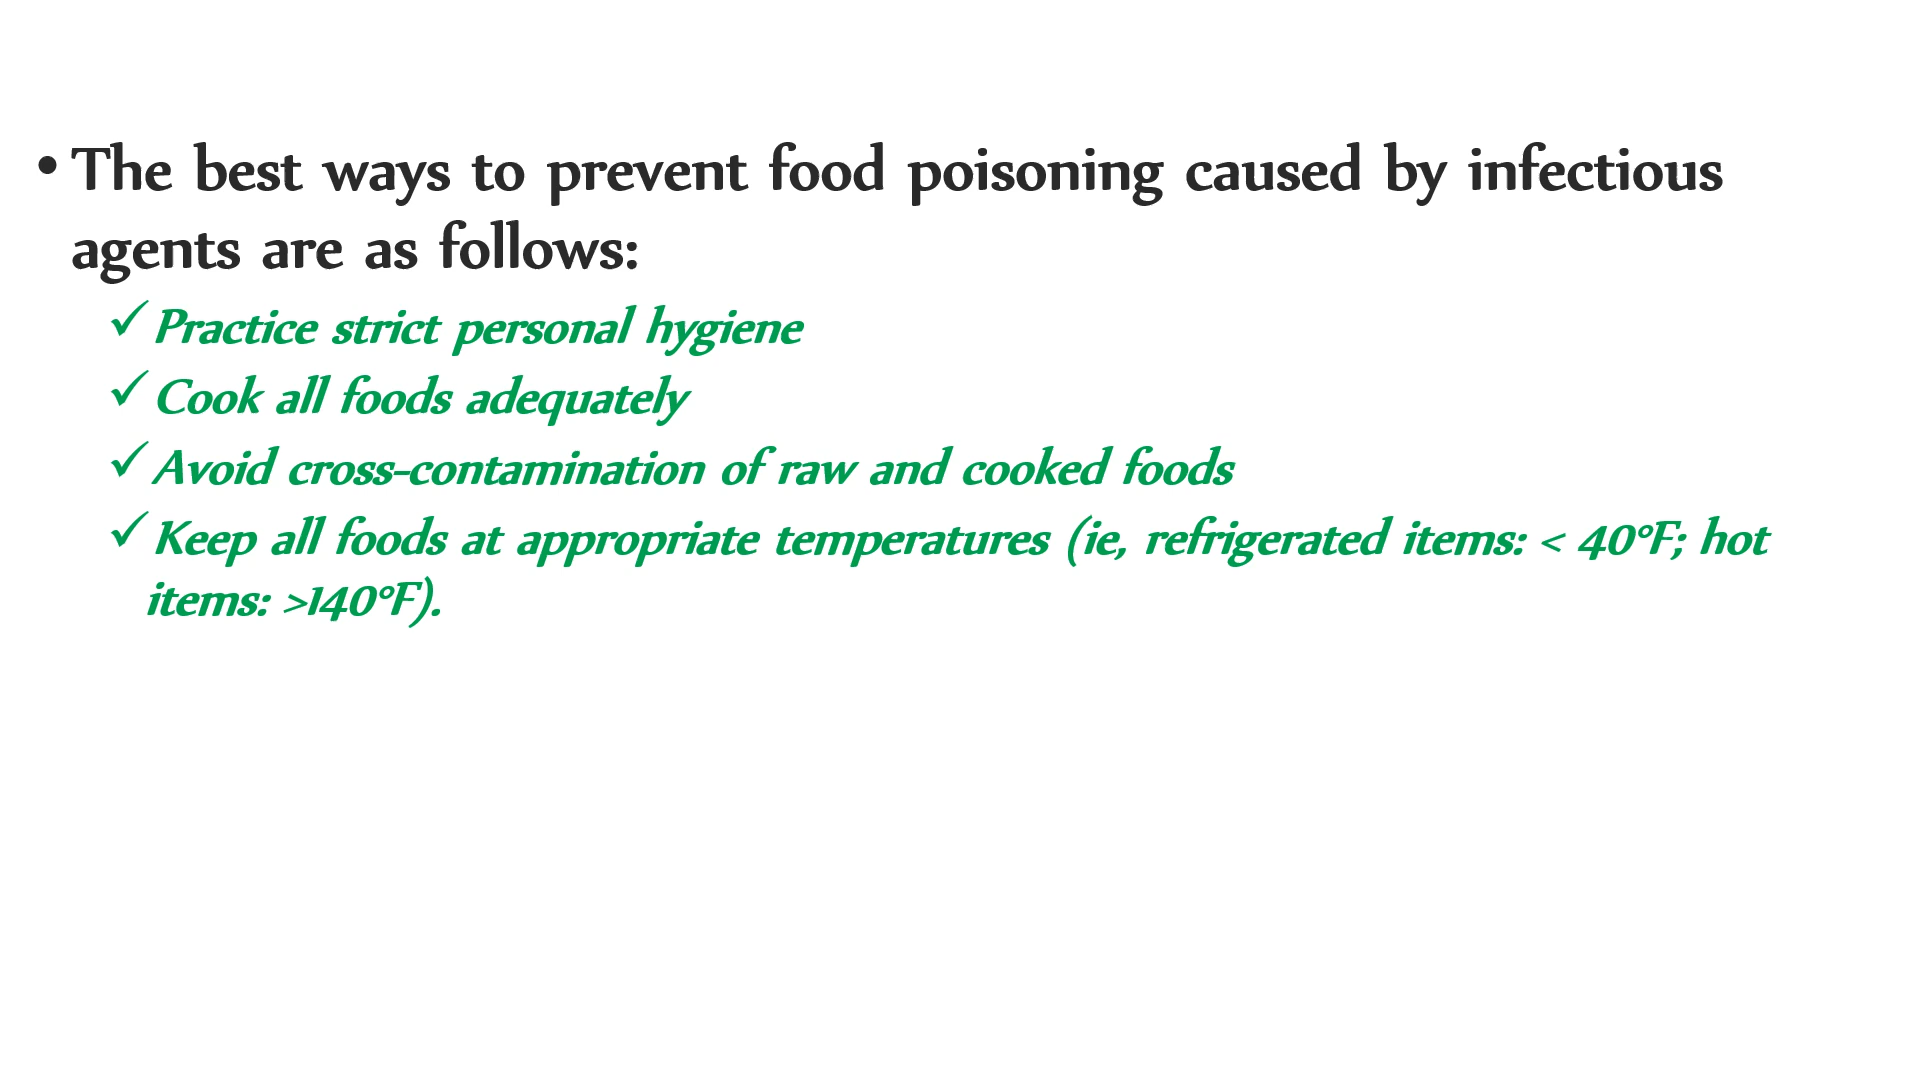 • The best ways to prevent food poisoning caused by infectious
agents are as follows:
✓ Practice strict personal hygiene
✓ Cook all foods adequately
✓ Avoid cross-contamination of raw and cooked foods
✓ Keep all foods at appropriate temperatures (ie, refrigerated items: < 40°F; hot
items: >140°F).